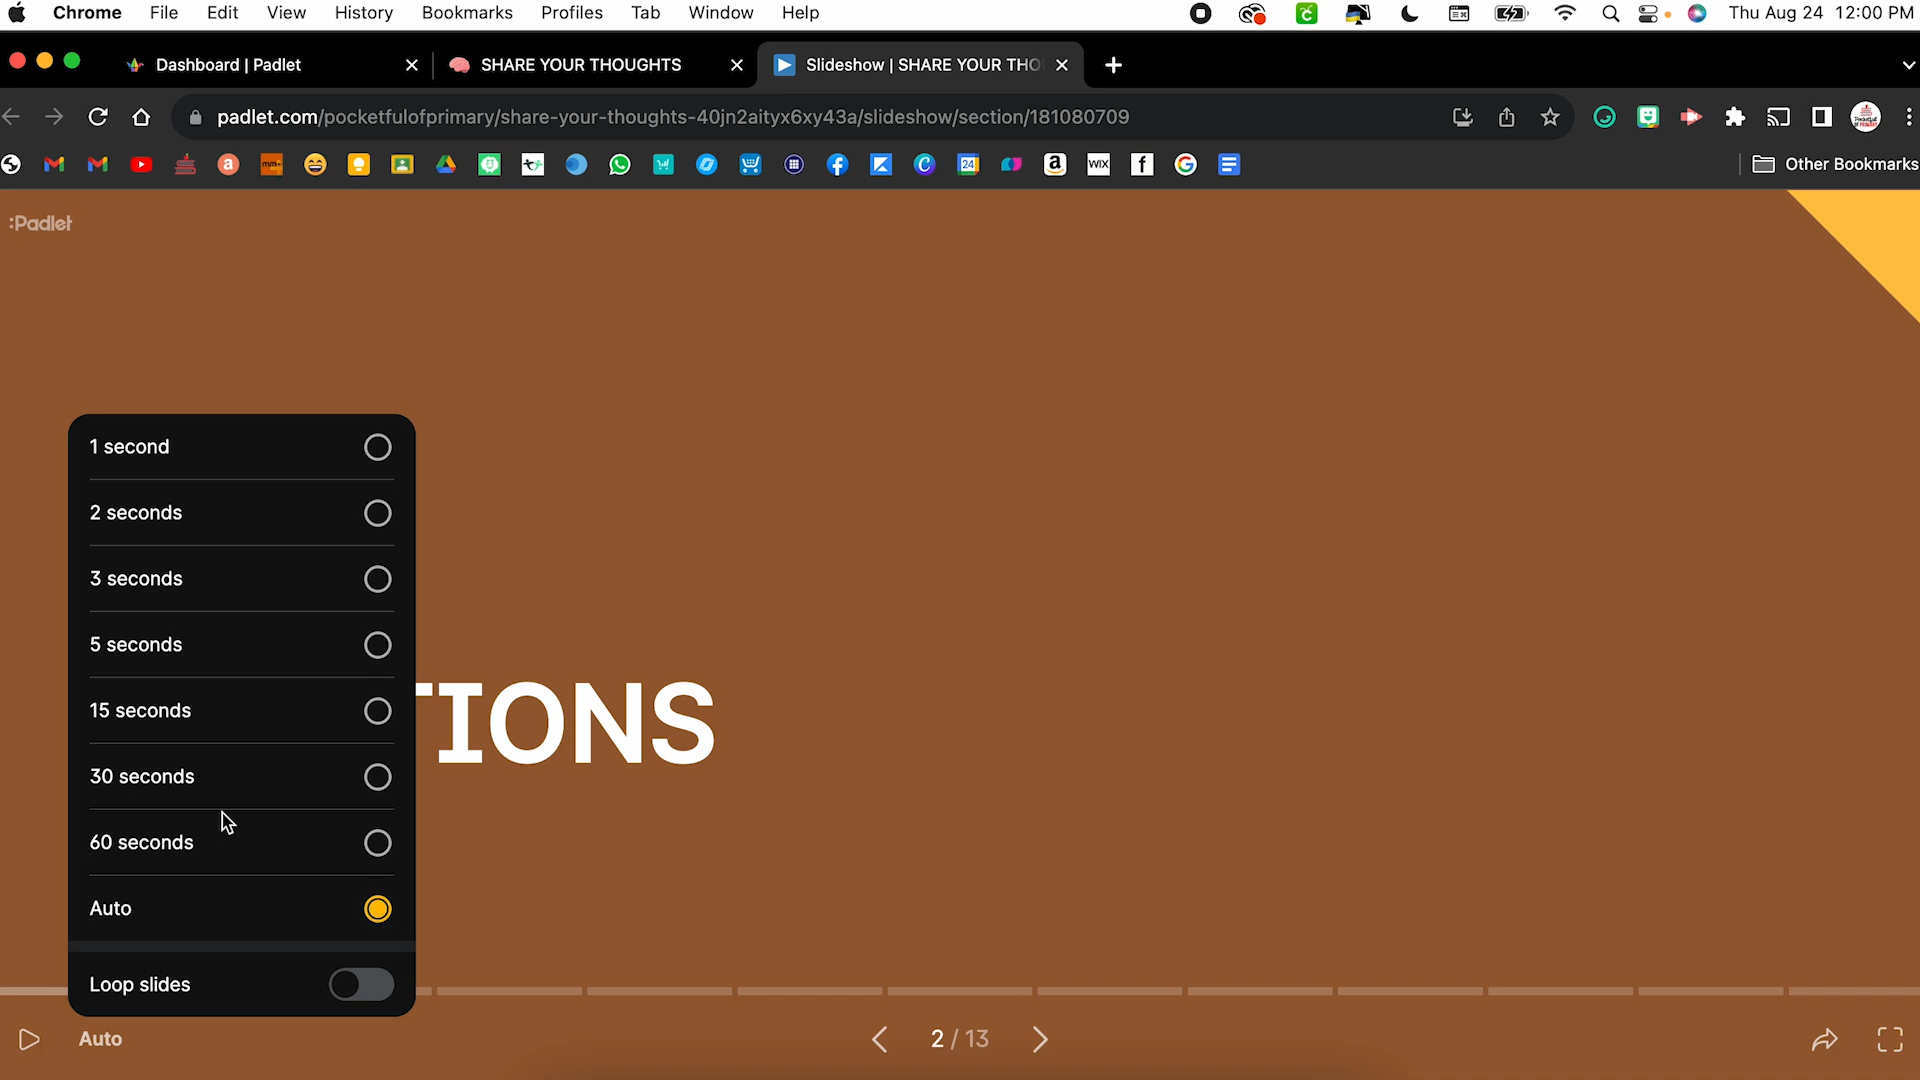 Chrome File Edit View History Bookmarks Profiles Tab Window Help Thu Aug 24 12:00 PM
Dashboard | Padlet SHARE YOUR THOUGHTS Slideshow | SHARE YOUR THO
padlet.com/pocketfulofprimary/share-your-thoughts-40jn2aityx6xy43a/slideshow/section/181080709
24 WIX Other Bookmarks
:Padlet
1 second
2 seconds
3 seconds
5 seconds
15 seconds
TIONS
30 seconds
60 seconds
Auto
Loop slides
Auto 2 / 13